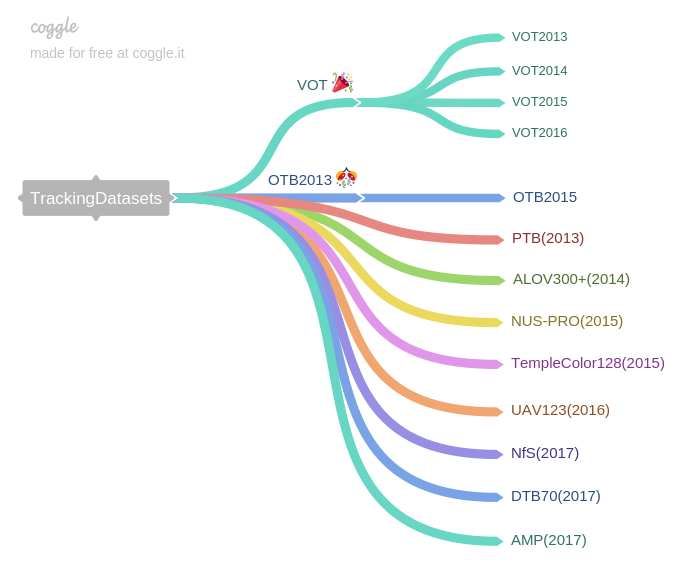 coggle
made for free at coggle.it
TrackingDatasets
VOT
VOT2013
VOT2014
VOT2015
VOT2016
OTB2013
OTB2015
PTB(2013)
ALOV300+(2014)
NUS-PRO(2015)
TempleColor128(2015)
UAV123(2016)
NfS(2017)
DTB70(2017)
AMP(2017)